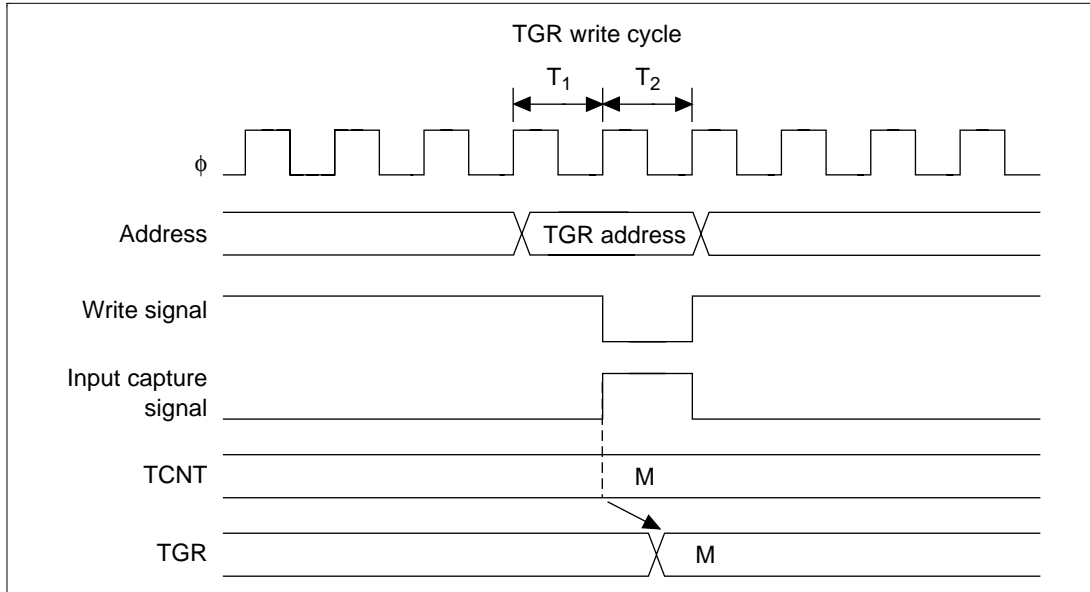 TGR write cycle
T1 T2
ϕ
Address TGR address
Write signal
Input capture
signal
TCNT M
TGR M